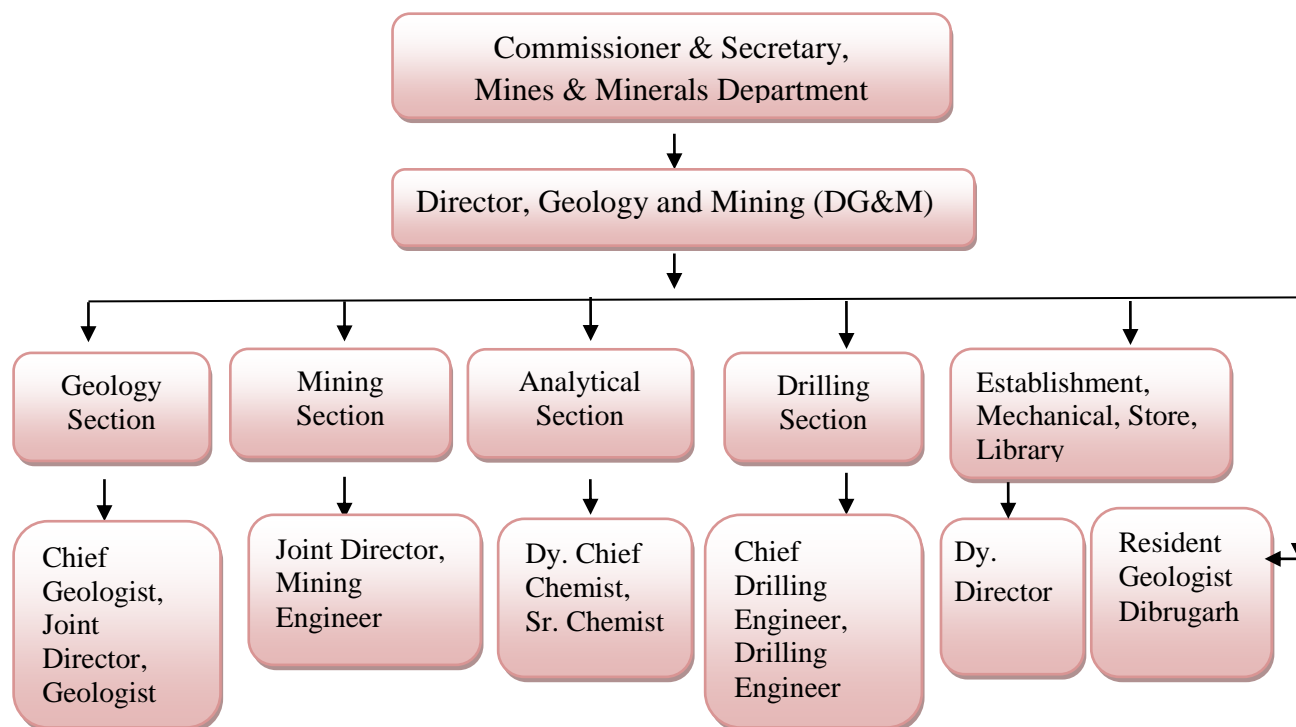 Commissioner & Secretary,
Mines & Minerals Department
Director, Geology and Mining (DG&M)
Geology
Section
Mining
Section
Analytical
Section
Drilling
Section
Establishment,
Mechanical, Store,
Library
Chief
Geologist,
Joint
Director,
Geologist
Joint Director,
Mining
Engineer
Dy. Chief
Chemist,
Sr. Chemist
Chief
Drilling
Engineer,
Drilling
Engineer
Dy.
Director
Resident
Geologist
Dibrugarh